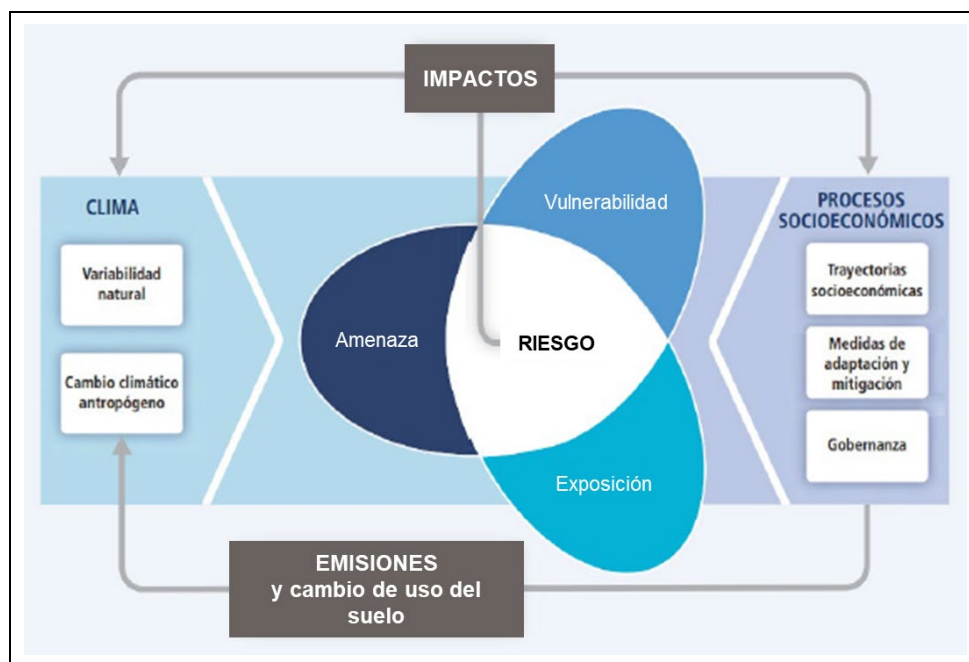 IMPACTOS
CLIMA
Variabilidad
natural
Cambio climático
antropógeno
Vulnerabilidad
Amenaza
RIESGO
Exposición
PROCESOS
SOCIOECONÓMICOS
Trayectorias
socioeconómicas
Medidas de
adaptación y
mitigación
Gobernanza
EMISIONES
y cambio de uso del
suelo